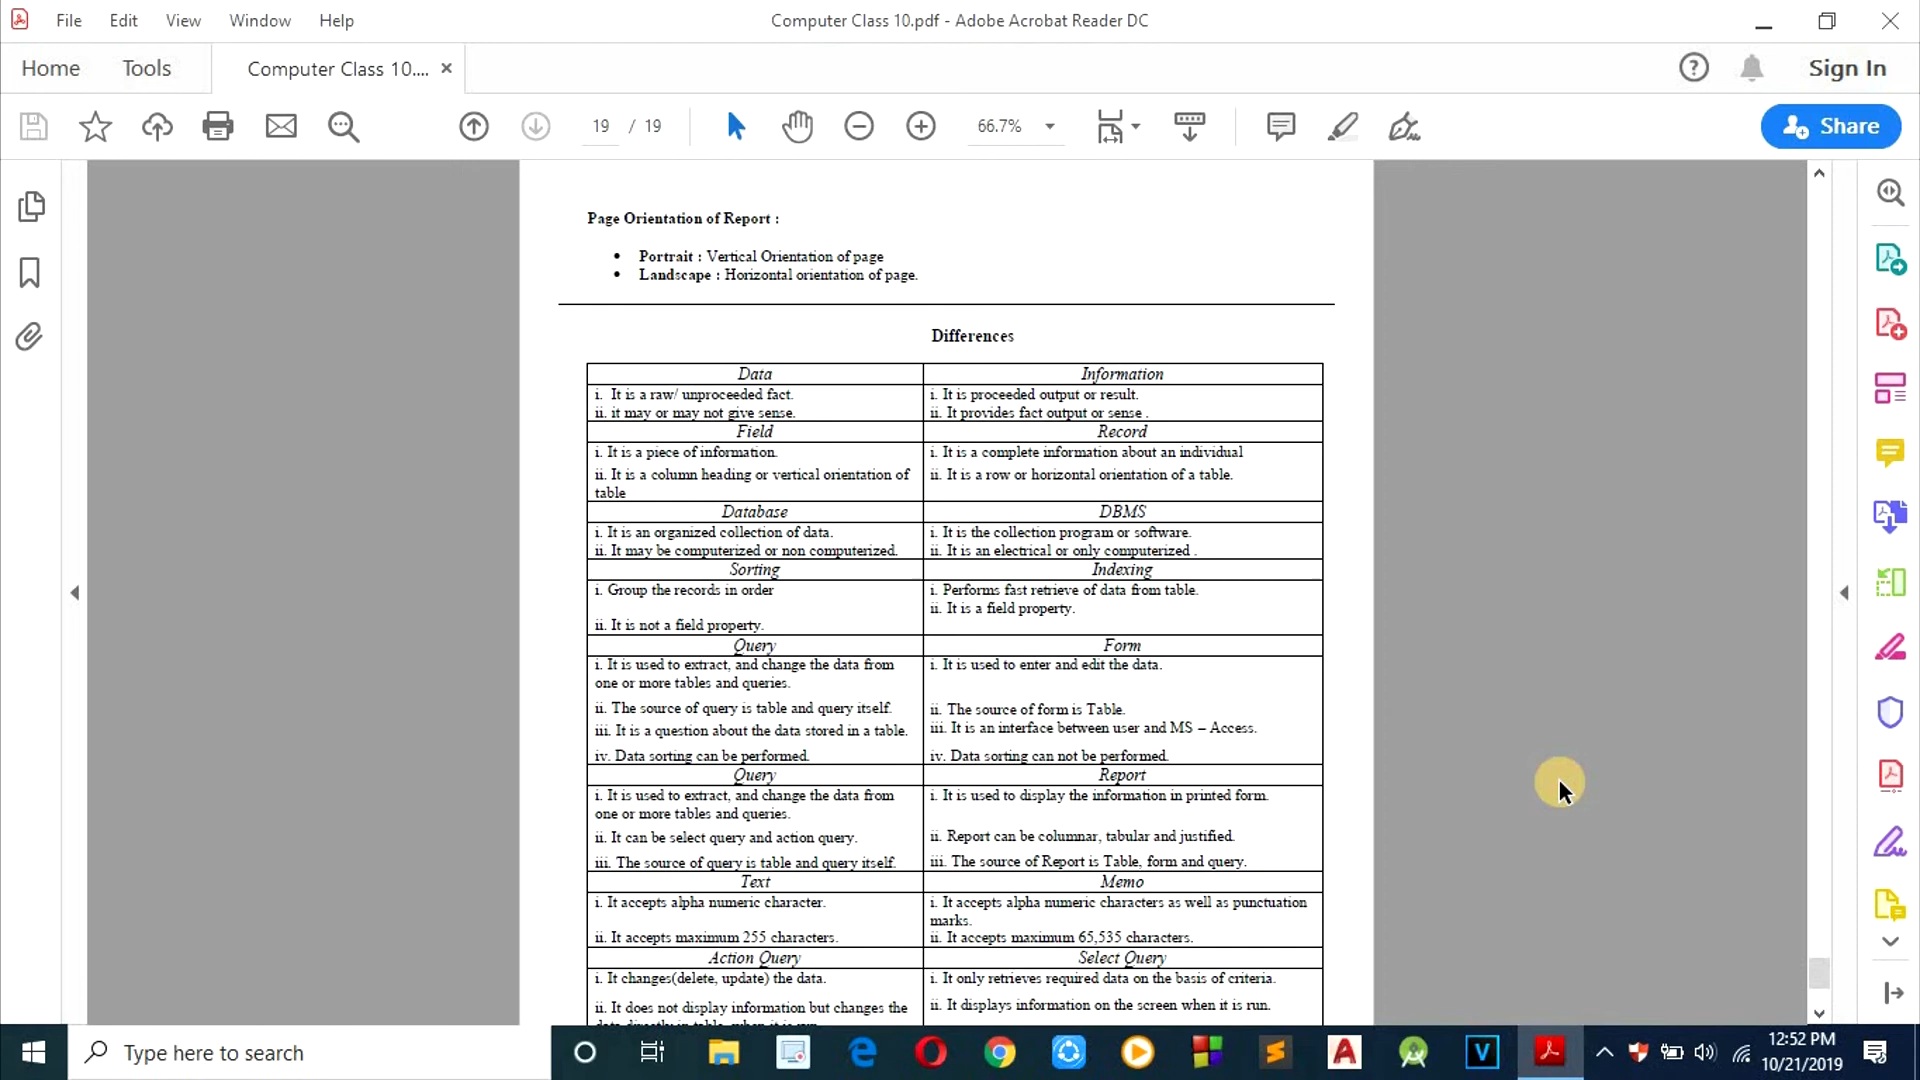 File Edit View Window Help
Computer Class 10.pdf - Adobe Acrobat Reader DC
Home Tools Computer Class 10.... × Sign In
19 / 19 66.7% Share
Page Orientation of Report :
• Portrait : Vertical Orientation of page
• Landscape : Horizontal orientation of page.
Differences
Data Information
i. It is a raw/ unproceeded fact.
ii. it may or may not give sense.
i. It is proceeded output or result.
ii. It provides fact output or sense .
Field Record
i. It is a piece of information.
ii. It is a column heading or vertical orientation of
table
i. It is a complete information about an individual
ii. It is a row or horizontal orientation of a table.
Database DBMS
i. It is an organized collection of data.
ii. It may be computerized or non computerized.
i. It is the collection program or software.
ii. It is an electrical or only computerized .
Sorting Indexing
i. Group the records in order
ii. It is not a field property.
i. Performs fast retrieve of data from table.
ii. It is a field property.
Query Form
i. It is used to extract, and change the data from
one or more tables and queries.
ii. The source of query is table and query itself.
iii. It is a question about the data stored in a table.
iv. Data sorting can be performed.
i. It is used to enter and edit the data.
ii. The source of form is Table.
iii. It is an interface between user and MS – Access.
iv. Data sorting can not be performed.
Query Report
i. It is used to extract, and change the data from
one or more tables and queries.
ii. It can be select query and action query.
iii. The source of query is table and query itself.
i. It is used to display the information in printed form.
ii. Report can be columnar, tabular and justified.
iii. The source of Report is Table, form and query.
Text Memo
i. It accepts alpha numeric character.
ii. It accepts maximum 255 characters.
i. It accepts alpha numeric characters as well as punctuation
marks.
ii. It accepts maximum 65,535 characters.
Action Query Select Query
i. It changes(delete, update) the data.
ii. It does not display information but changes the
i. It only retrieves required data on the basis of criteria.
ii. It displays information on the screen when it is run.
Type here to search
12:52 PM
10/21/2019